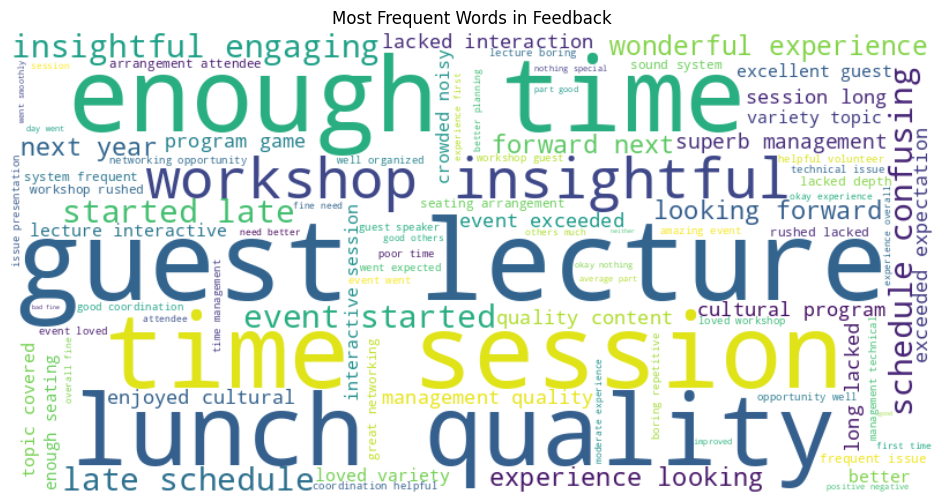 Most Frequent Words in Feedback
insightful engaging
lacked interaction
wonderful experience
lecture boring
arrangement attendee
session
nothing special
sound system
part good
excellent guest
enough time
went smoothly
crowded noisy
experience first
better planning
session long
variety topic
day went
next year
program game
forward next
superb management
networking opportunity
well organized
workshop guest
helpful volunteer
technical issue
system frequent
workshop rushed
workshop insightful
lacked depth
okay experience
issue presentation
started late
fine need
seating arrangement
looking forward
schedule confusing
exceeded expectation
experience overall
lecture interactive
need better
interactive session
guest speaker
good others
event exceeded
others much
amazing event
neither
rushed lacked
guest lecture
poor time
went expected
event went
okay nothing
average part
time management
bad fine
good coordination
attendee
event started
quality content
loved workshop
cultural program
event loved
time session
topic covered
enough seating
overall fine
great networking
enjoyed cultural
management quality
moderate experience
boring repetitive
opportunity well
long lacked
management technical
good
lunch quality
improved
first time
frequent issue
late schedule
loved variety
coordination helpful
experience looking
better
positive negative